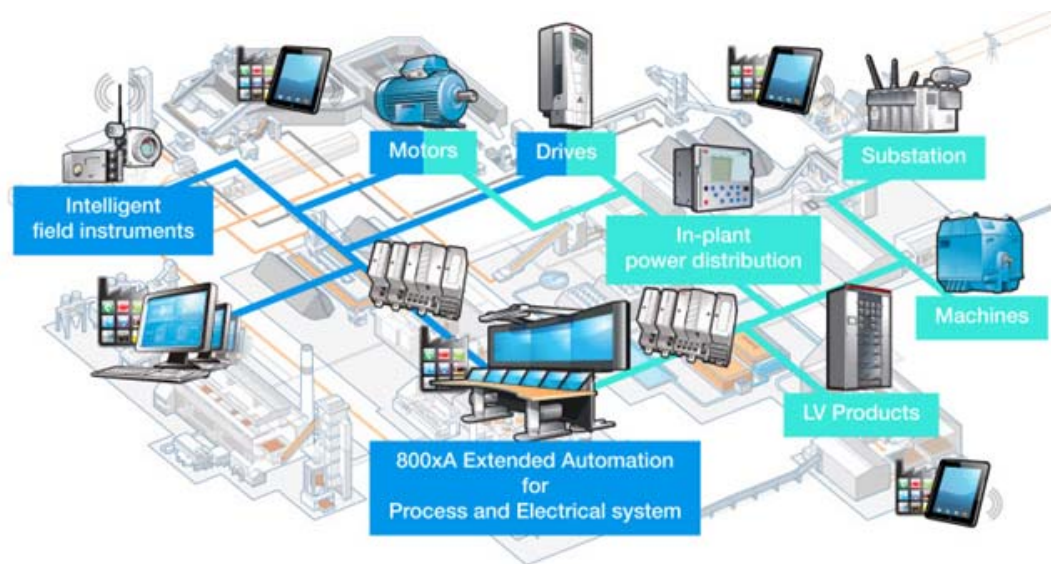 Motors
Drives
Substation
Intelligent
field instruments
In-plant
power distribution
Machines
LV Products
800xA Extended Automation
for
Process and Electrical system